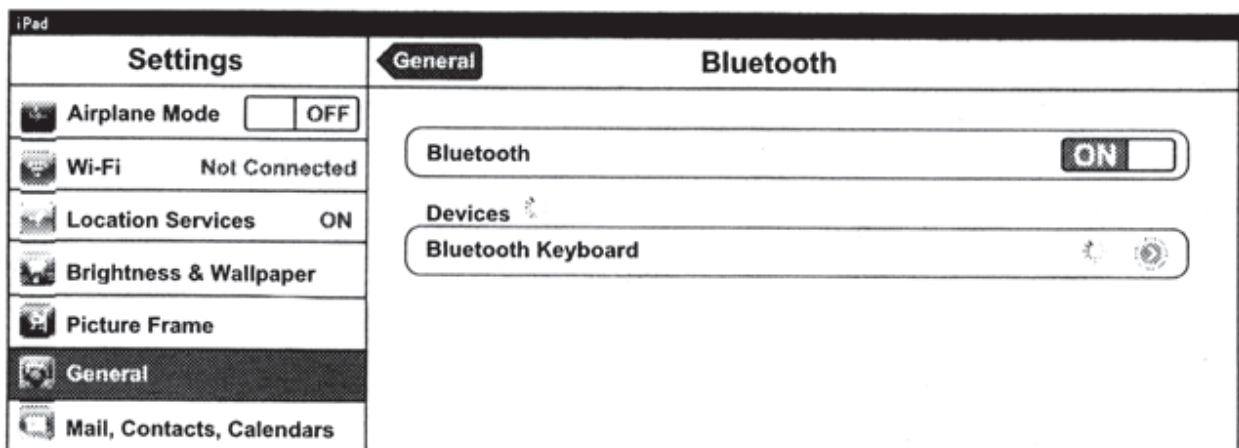 iPad
Settings
Airplane Mode OFF
Wi-Fi Not Connected
Location Services ON
Brightness & Wallpaper
Picture Frame
General
Mail, Contacts, Calendars
General Bluetooth
Bluetooth ON
Devices
Bluetooth Keyboard